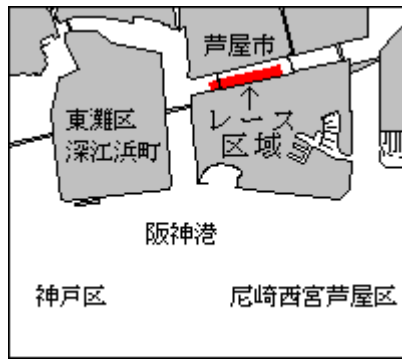 芦屋市
東灘区
深江浜町
レース
区域
阪神港
神戸区
尼崎西宮芦屋区